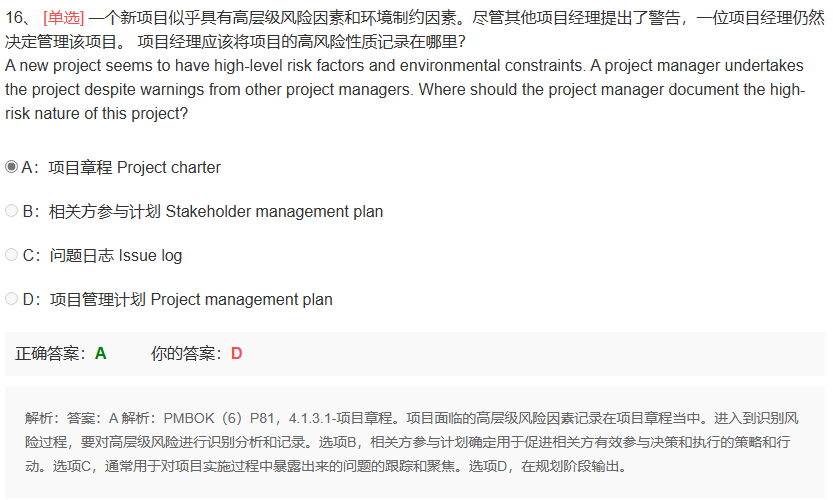 16、 [单选] 一个新项目似乎具有高层级风险因素和环境制约因素。尽管其他项目经理提出了警告，一位项目经理仍然
决定管理该项目。 项目经理应该将项目的高风险性质记录在哪里？
A new project seems to have high-level risk factors and environmental constraints. A project manager undertakes
the project despite warnings from other project managers. Where should the project manager document the high-
risk nature of this project?
A：项目章程 Project charter
B：相关方参与计划 Stakeholder management plan
C：问题日志 Issue log
D：项目管理计划 Project management plan
正确答案：A 你的答案：D
解析：答案：A 解析：PMBOK（6）P81，4.1.3.1-项目章程。项目面临的高层级风险因素记录在项目章程当中。进入到识别风
险过程，要对高层级风险进行识别分析和记录。选项B，相关方参与计划确定用于促进相关方有效参与决策和执行的策略和行
动。选项C，通常用于对项目实施过程中暴露出来的问题的跟踪和聚焦。选项D，在规划阶段输出。